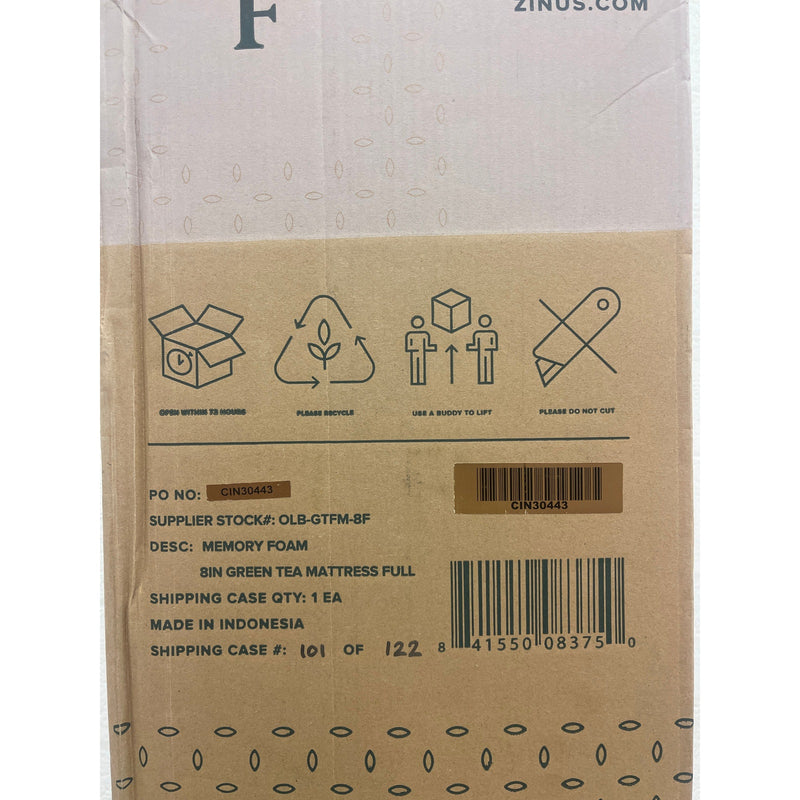 F
ZINUS.COM
OPEN WITHIN 72 HOURS
PLEASE RECYCLE
USE A BUDDY TO LIFT
PLEASE DO NOT CUT
PO NO: CIN30443
CIN30443
SUPPLIER STOCK#: OLB-GTFM-8F
DESC: MEMORY FOAM
8IN GREEN TEA MATTRESS FULL
SHIPPING CASE QTY: 1 EA
MADE IN INDONESIA
SHIPPING CASE #: 101 OF 122
8 41550 08375 0